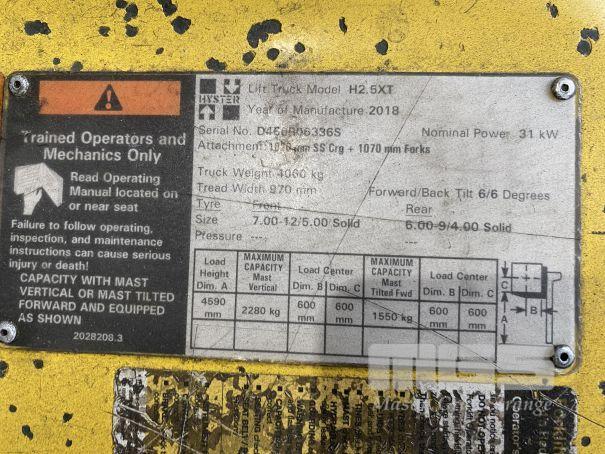 Trained Operators and
Mechanics Only
Read Operating
Manual located on
or near seat
Failure to follow operating,
inspection, and maintenance
instructions can cause serious
injury or death!
CAPACITY WITH MAST
VERTICAL OR MAST TILTED
FORWARD AND EQUIPPED
AS SHOWN
2028208.3
HYSTER
Lift Truck Model H2.5XT
Year of Manufacture 2018
Serial No. Nominal Power 31 kW
Attachment 1070 mm SS Crg + 1070 mm Forks
Truck Weight 4060 kg
Tread Width 970 mm Forward/Back Tilt 6/6 Degrees
Tyre Front Rear
Size 7.00-12/5.00 Solid 6.00-9/4.00 Solid
Pressure --- ---
Load Height Dim. A MAXIMUM CAPACITY Mast Vertical Load Center Dim. B Dim. C MAXIMUM CAPACITY Mast Tilted Fwd Load Center Dim. B Dim. C
4590 mm 2280 kg 600 mm 600 mm 1550 kg 600 mm 600 mm
C
B
A
MCS